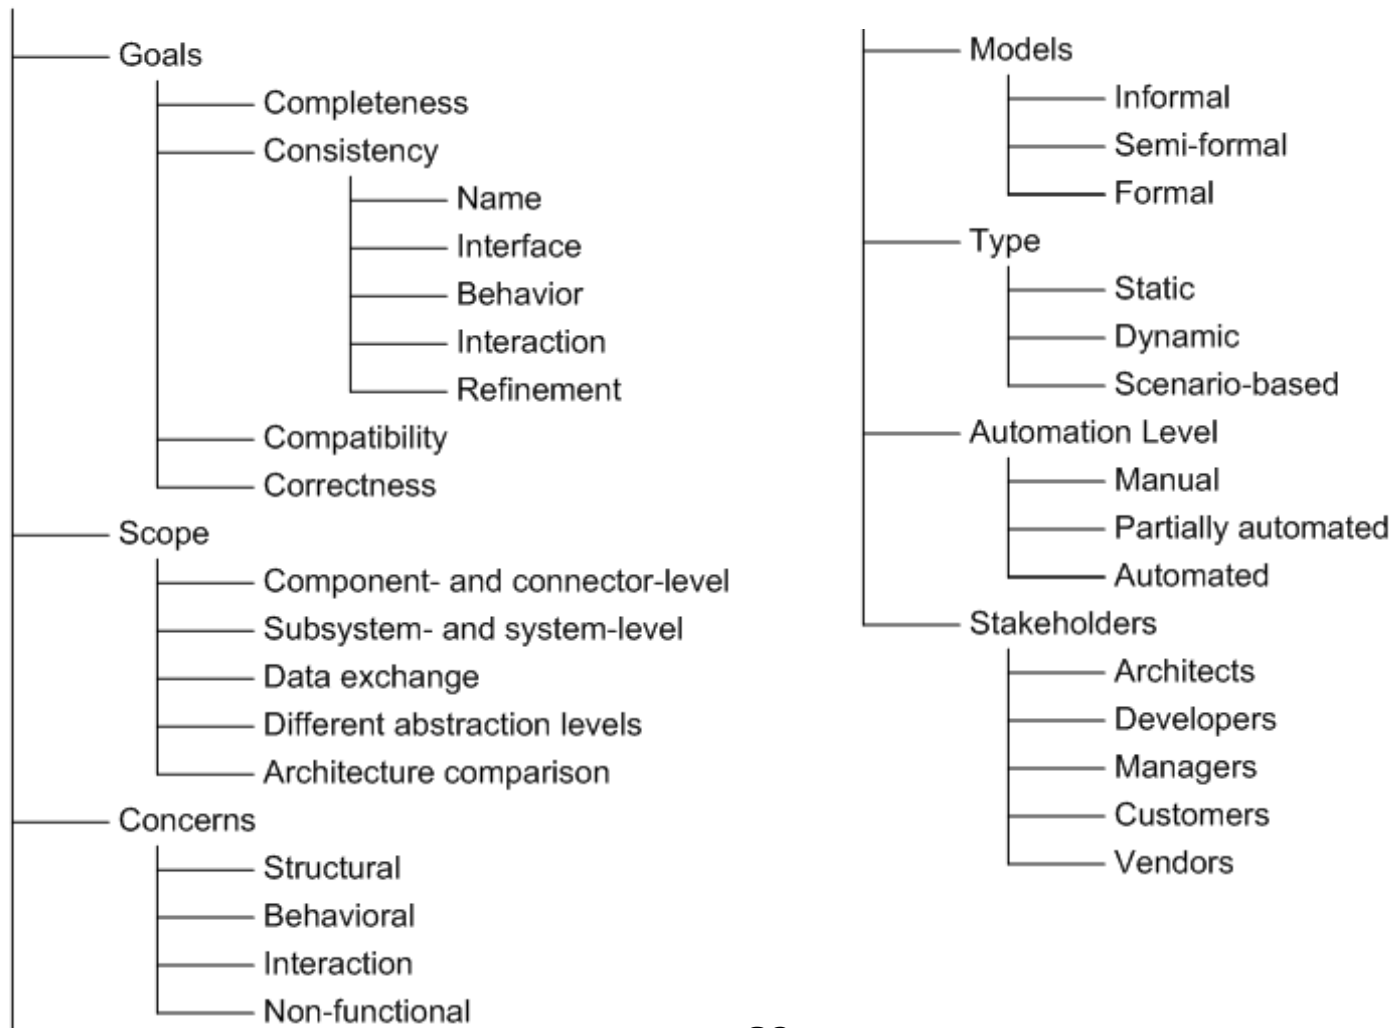 Goals
Completeness
Consistency
Name
Interface
Behavior
Interaction
Refinement
Compatibility
Correctness
Scope
Component- and connector-level
Subsystem- and system-level
Data exchange
Different abstraction levels
Architecture comparison
Concerns
Structural
Behavioral
Interaction
Non-functional
Models
Informal
Semi-formal
Formal
Type
Static
Dynamic
Scenario-based
Automation Level
Manual
Partially automated
Automated
Stakeholders
Architects
Developers
Managers
Customers
Vendors